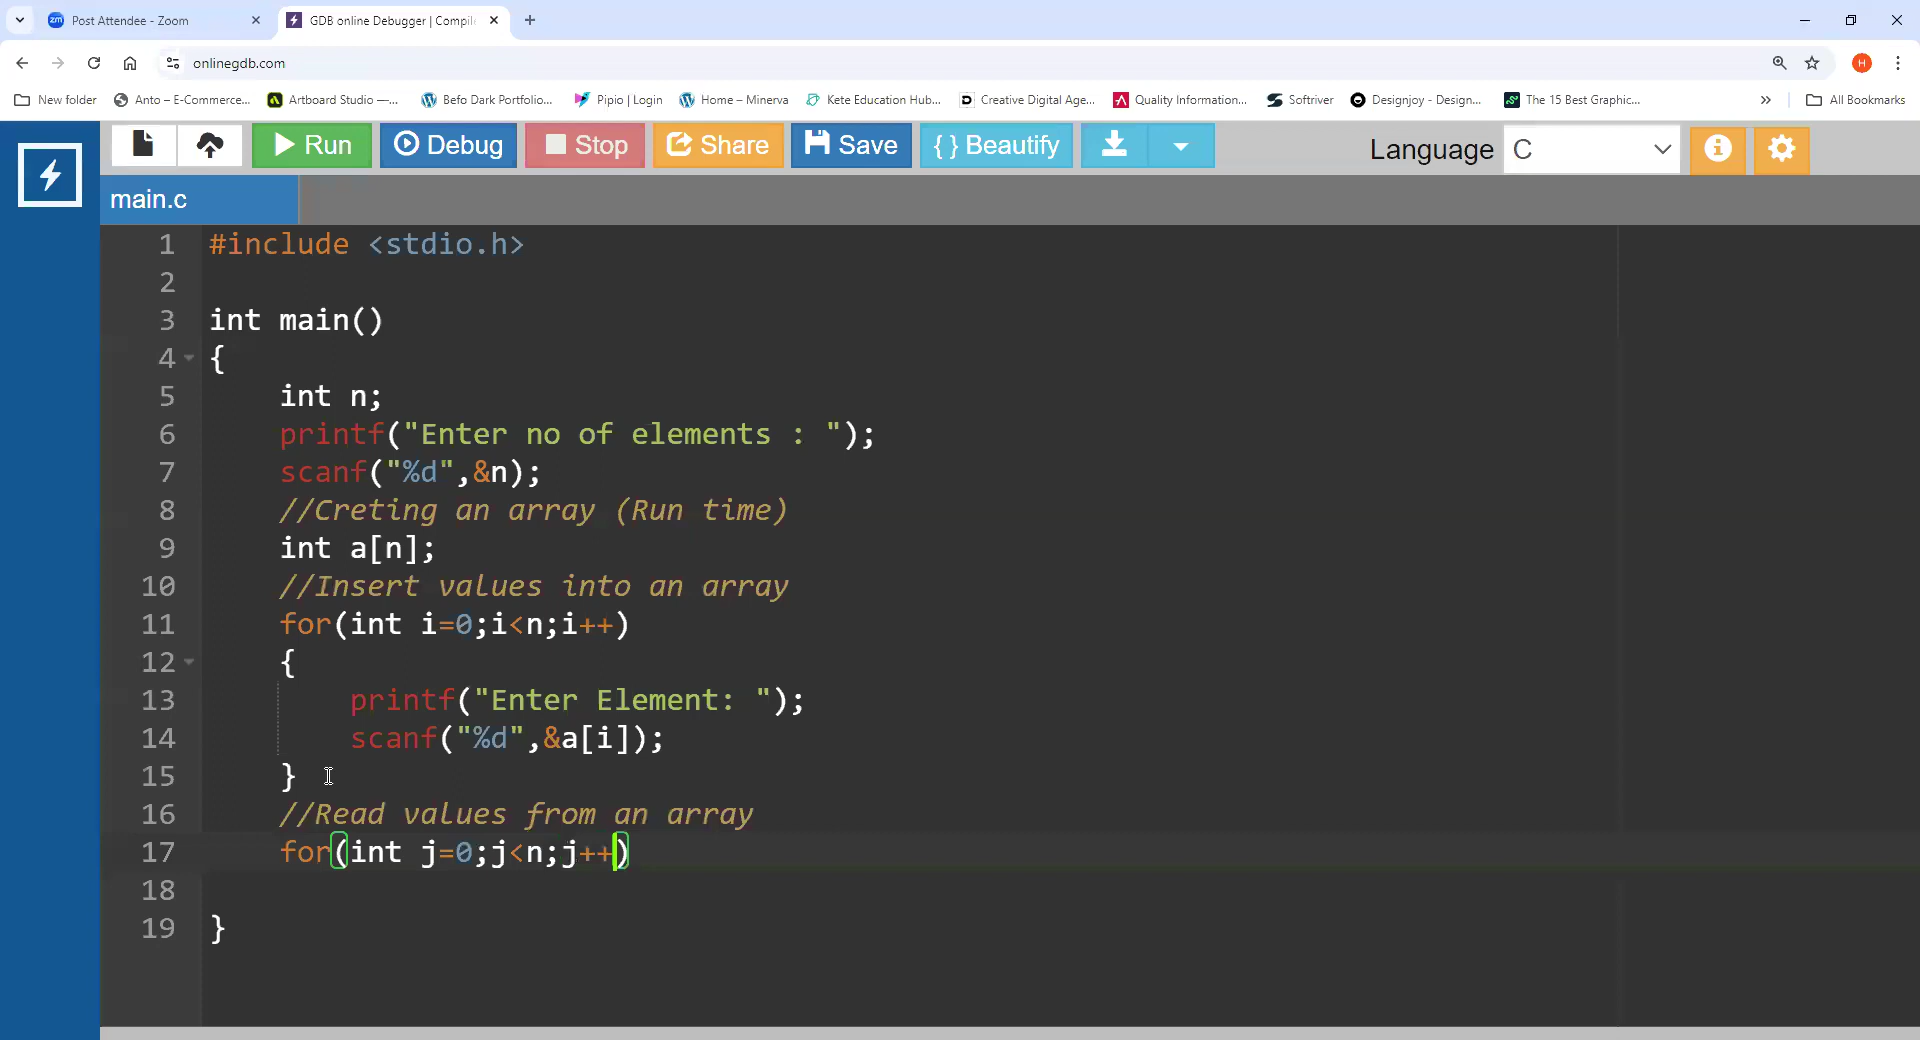 Post Attendee - Zoom
GDB online Debugger | Compile
onlinegdb.com
New folder
Anto – E-Commerce...
Artboard Studio —...
Befo Dark Portfolio...
Pipio | Login
Home – Minerva
Kete Education Hub...
Creative Digital Age...
Quality Information...
Softriver
Designjoy - Design...
The 15 Best Graphic...
All Bookmarks
Run
Debug
Stop
Share
Save
{ } Beautify
Language
C
main.c
1 #include <stdio.h>
2
3 int main()
4 {
5 int n;
6 printf("Enter no of elements : ");
7 scanf("%d",&n);
8 //Creting an array (Run time)
9 int a[n];
10 //Insert values into an array
11 for(int i=0;i<n;i++)
12 {
13 printf("Enter Element: ");
14 scanf("%d",&a[i]);
15 }
16 //Read values from an array
17 for(int j=0;j<n;j++)
18
19 }